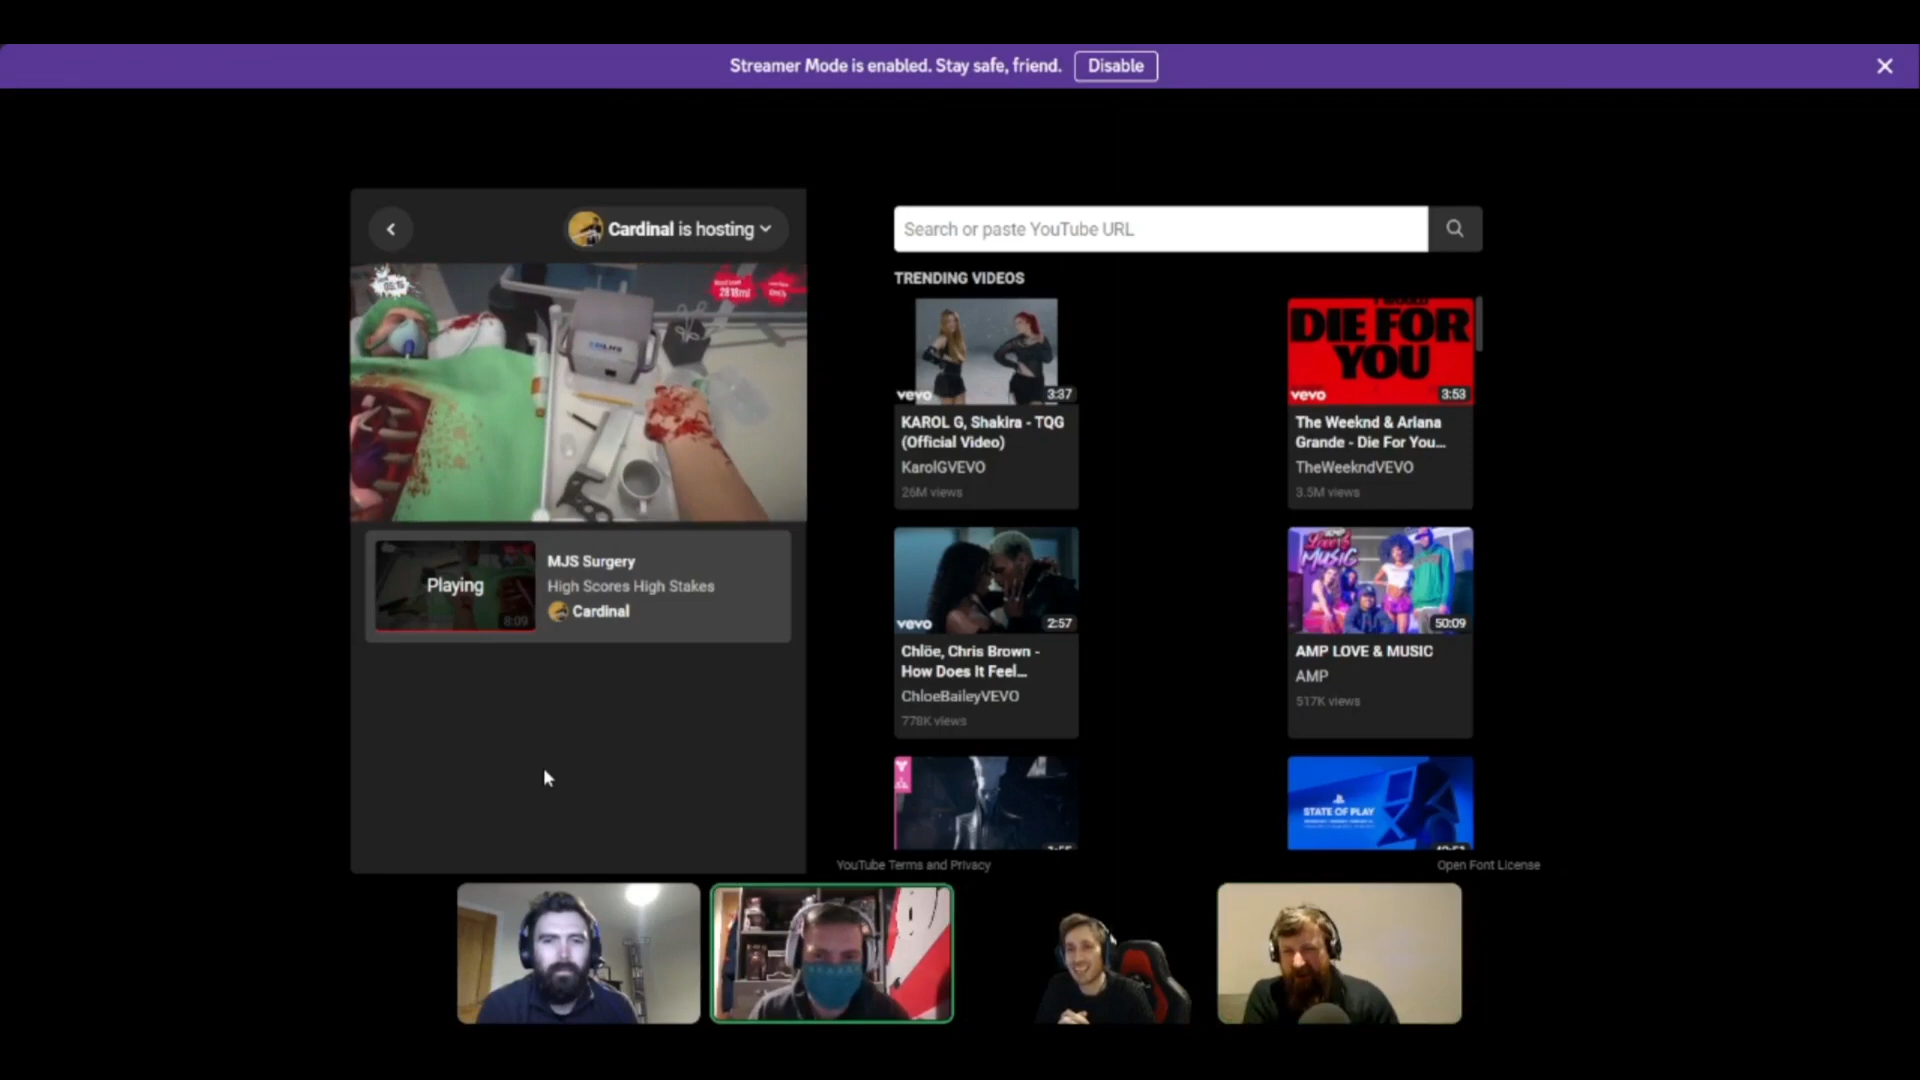 Streamer Mode is enabled. Stay safe, friend. Disable
Cardinal is hosting
2818ml
Search or paste YouTube URL
TRENDING VIDEOS
vevo 3:37
KAROL G, Shakira - TQG
(Official Video)
KarolGVEVO
26M views
DIE FOR
YOU
vevo 3:53
The Weeknd & Ariana
Grande - Die For You...
TheWeekndVEVO
3.5M views
Playing
8:09
MJS Surgery
High Scores High Stakes
Cardinal
vevo 2:57
Chlöe, Chris Brown -
How Does It Feel...
ChloeBaileyVEVO
778K views
MUSIC
50:09
AMP LOVE & MUSIC
AMP
517K views
STATE OF PLAY
YouTube Terms and Privacy
Open Font License